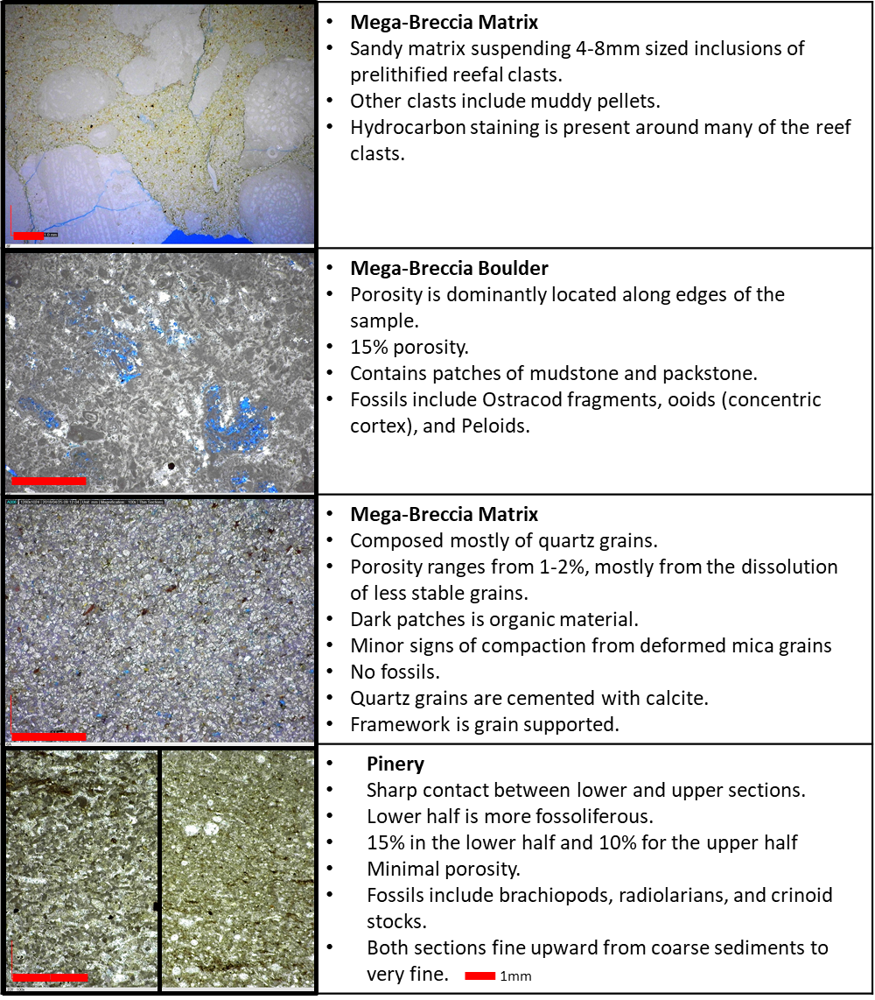 • Mega-Breccia Matrix
• Sandy matrix suspending 4-8mm sized inclusions of
prelithified reefal clasts.
• Other clasts include muddy pellets.
• Hydrocarbon staining is present around many of the reef
clasts.
• Mega-Breccia Boulder
• Porosity is dominantly located along edges of the
sample.
• 15% porosity.
• Contains patches of mudstone and packstone.
• Fossils include Ostracod fragments, ooids (concentric
cortex), and Peloids.
• Mega-Breccia Matrix
• Composed mostly of quartz grains.
• Porosity ranges from 1-2%, mostly from the dissolution
of less stable grains.
• Dark patches is organic material.
• Minor signs of compaction from deformed mica grains
• No fossils.
• Quartz grains are cemented with calcite.
• Framework is grain supported.
• Pinery
• Sharp contact between lower and upper sections.
• Lower half is more fossoliferous.
• 15% in the lower half and 10% for the upper half
• Minimal porosity.
• Fossils include brachiopods, radiolarians, and crinoid
stocks.
• Both sections fine upward from coarse sediments to
very fine. 1mm